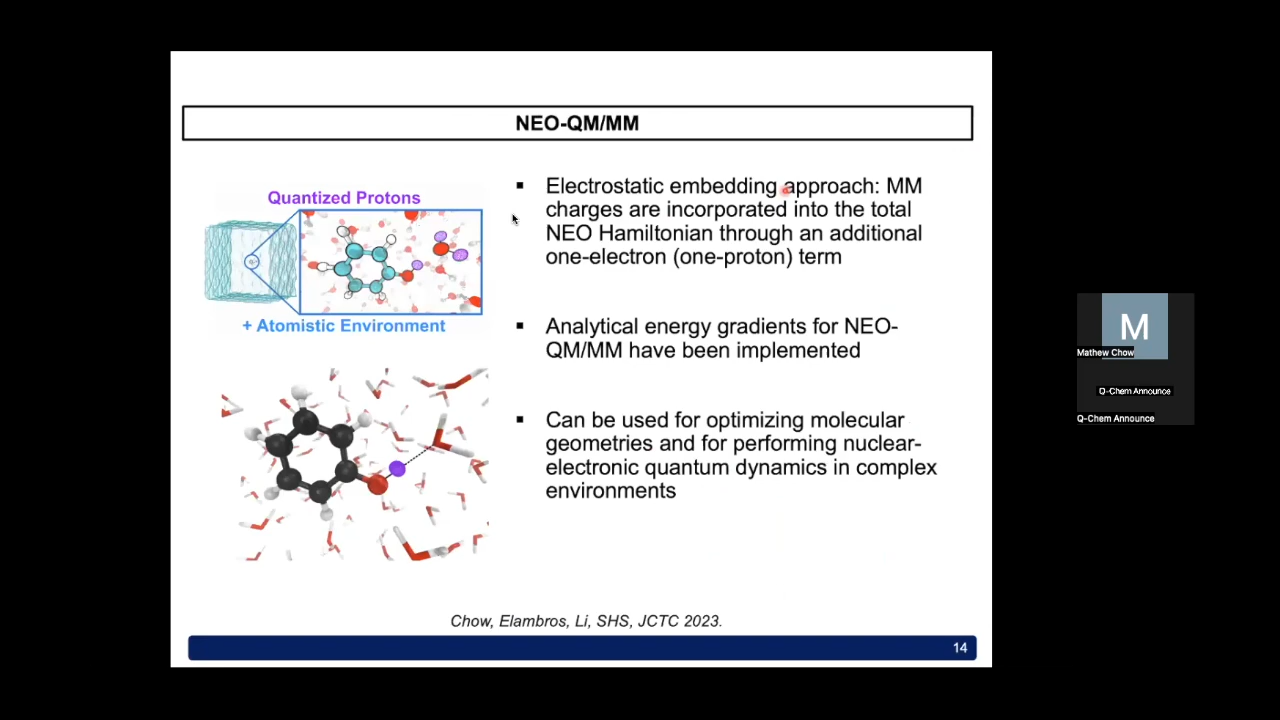 NEO-QM/MM
Quantized Protons
+ Atomistic Environment
▪ Electrostatic embedding approach: MM
charges are incorporated into the total
NEO Hamiltonian through an additional
one-electron (one-proton) term
▪ Analytical energy gradients for NEO-
QM/MM have been implemented
▪ Can be used for optimizing molecular
geometries and for performing nuclear-
electronic quantum dynamics in complex
environments
Chow, Elambros, Li, SHS, JCTC 2023.
14
M
Mathew Chow
Q-Chem Announce
Q-Chem Announce